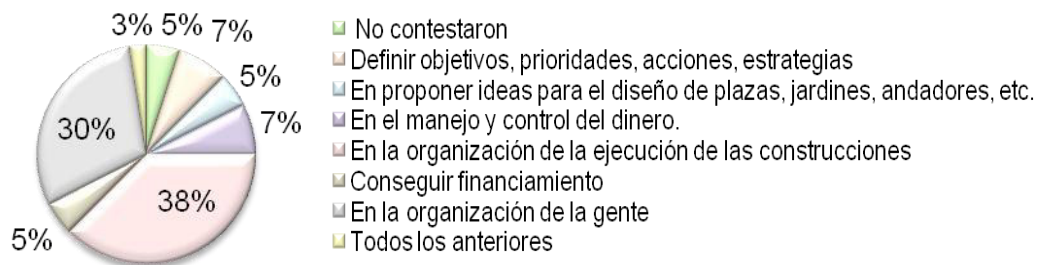 3% 5% 7%
5%
7%
30%
38%
5%
No contestaron
Definir objetivos, prioridades, acciones, estrategias
En proponer ideas para el diseño de plazas, jardines, andadores, etc.
En el manejo y control del dinero.
En la organización de la ejecución de las construcciones
Conseguir financiamiento
En la organización de la gente
Todos los anteriores